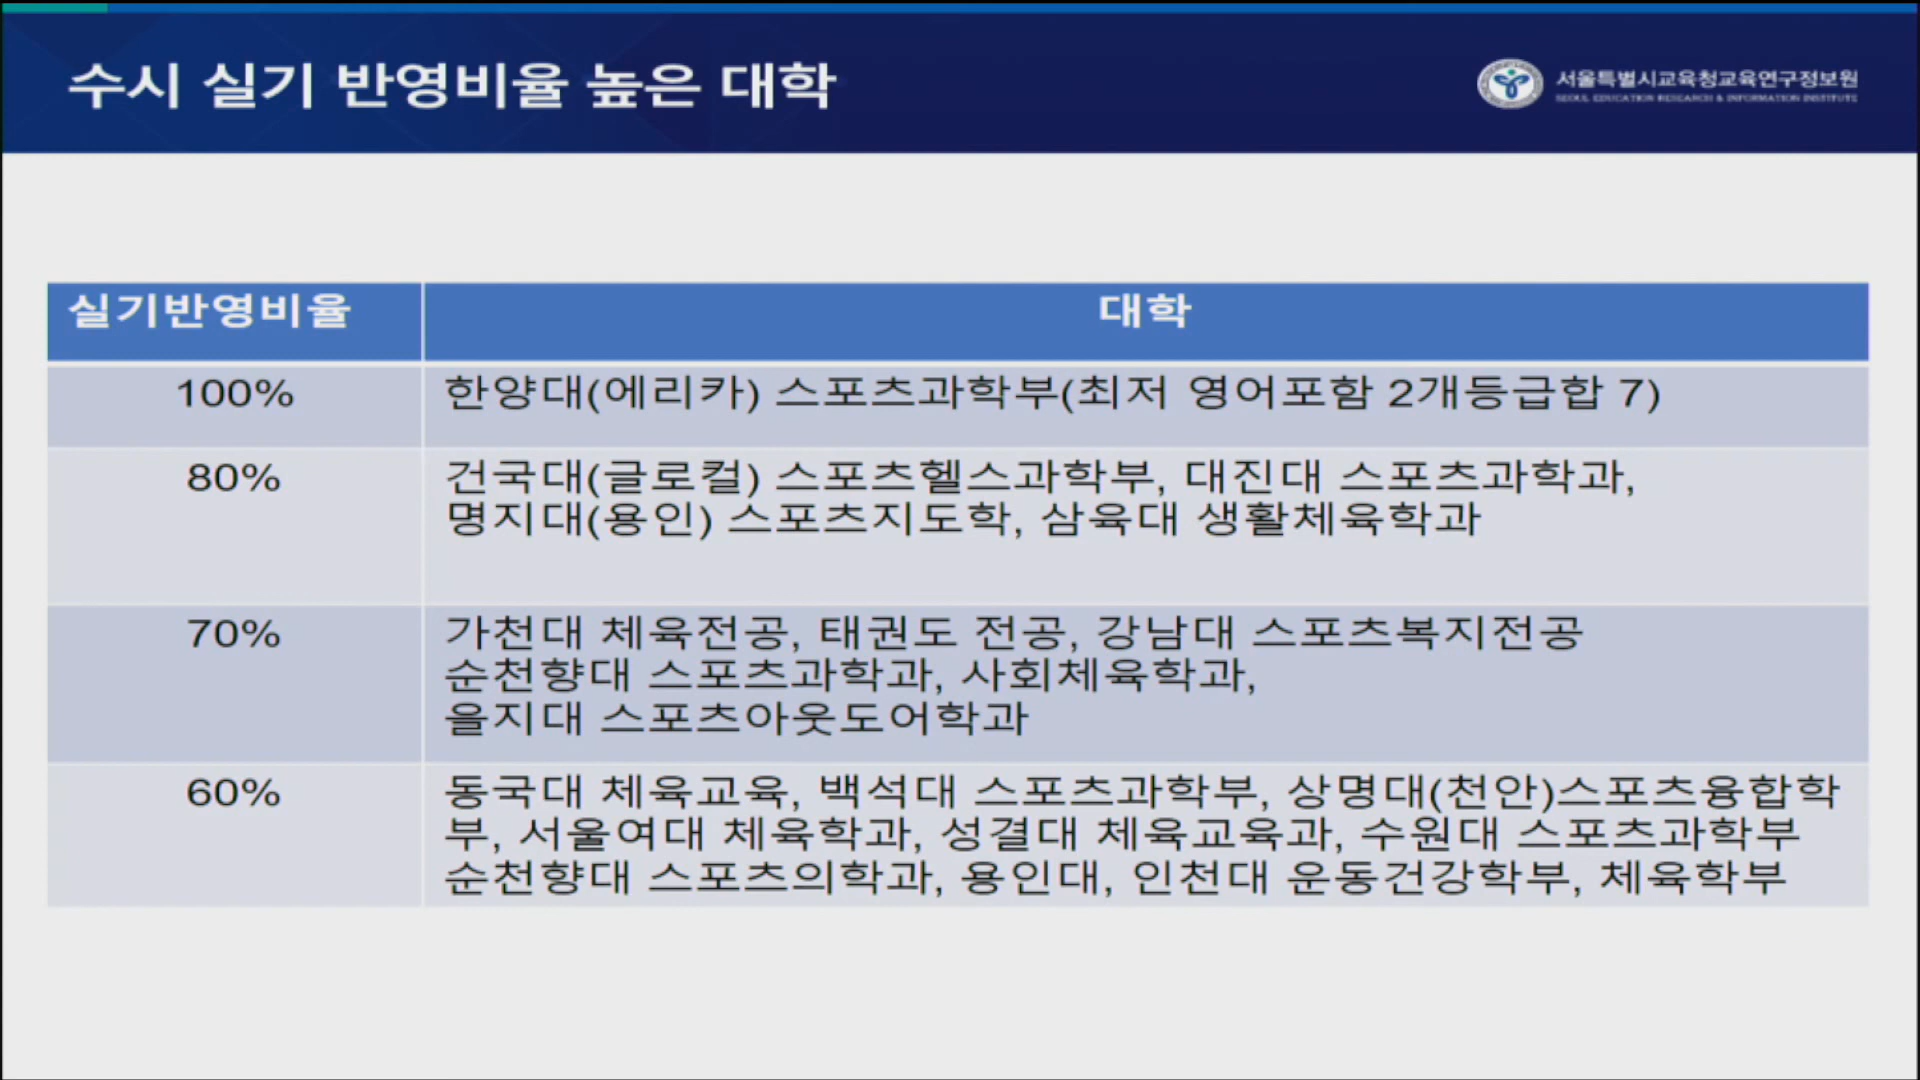 수시 실기 반영비율 높은 대학
서울특별시교육청교육연구정보원
SEOUL EDUCATION RESEARCH & INFORMATION INSTITUTE
실기반영비율
대학
100%
한양대(에리카) 스포츠과학부(최저 영어포함 2개등급합 7)
80%
건국대(글로컬) 스포츠헬스과학부, 대진대 스포츠과학과,
명지대(용인) 스포츠지도학, 삼육대 생활체육학과
70%
가천대 체육전공, 태권도 전공, 강남대 스포츠복지전공
순천향대 스포츠과학과, 사회체육학과,
을지대 스포츠아웃도어학과
60%
동국대 체육교육, 백석대 스포츠과학부, 상명대(천안)스포츠융합학
부, 서울여대 체육학과, 성결대 체육교육과, 수원대 스포츠과학부
순천향대 스포츠의학과, 용인대, 인천대 운동건강학부, 체육학부